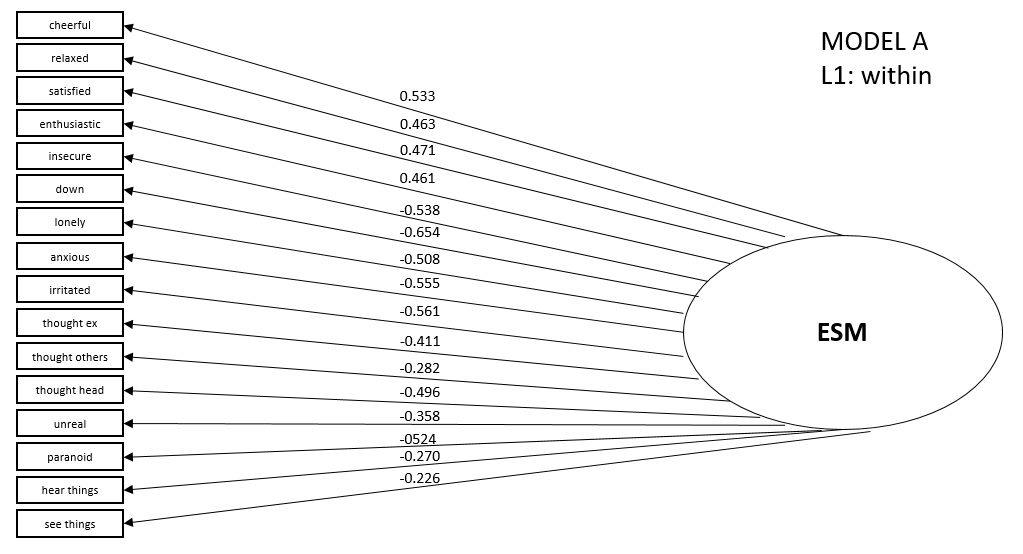 cheerful
relaxed
satisfied
enthusiastic
insecure
down
lonely
anxious
irritated
thought ex
thought others
thought head
unreal
paranoid
hear things
see things
0.533
0.463
0.471
0.461
-0.538
-0.654
-0.508
-0.555
-0.561
-0.411
-0.282
-0.496
-0.358
-0524
-0.270
-0.226
MODEL A
L1: within
ESM